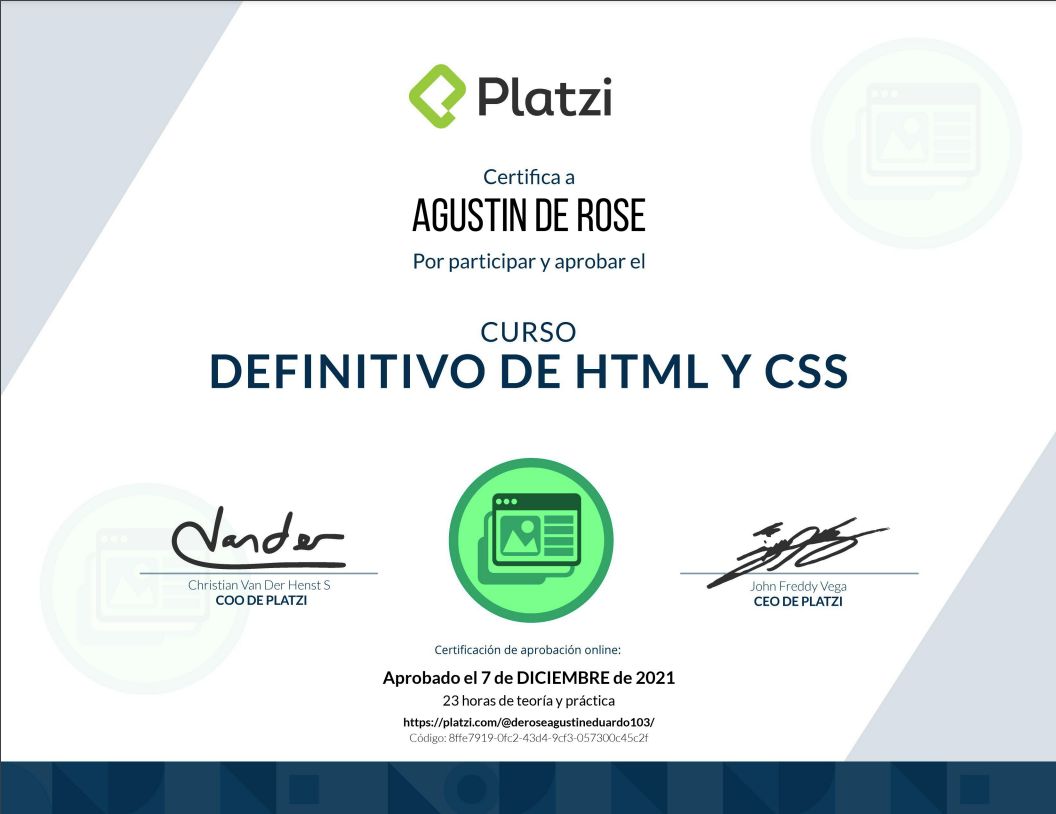 Platzi
Certifica a
AGUSTIN DE ROSE
Por participar y aprobar el
CURSO
DEFINITIVO DE HTML Y CSS
Vander
Christian Van Der Henst S
COO DE PLATZI
John Freddy Vega
CEO DE PLATZI
Certificación de aprobación online:
Aprobado el 7 de DICIEMBRE de 2021
23 horas de teoría y práctica
https://platzi.com/@deroseagustineduardo103/
Código: 8ffe7919-0fc2-43d4-9cf3-057300c45c2f